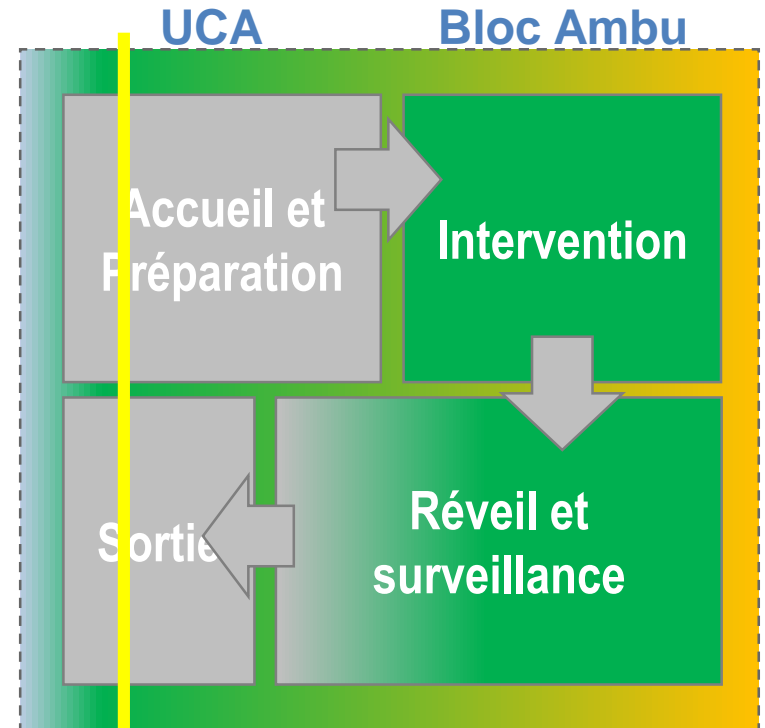 UCA
Bloc Ambu
Accueil et
Préparation
Intervention
Sortie
Réveil et
surveillance